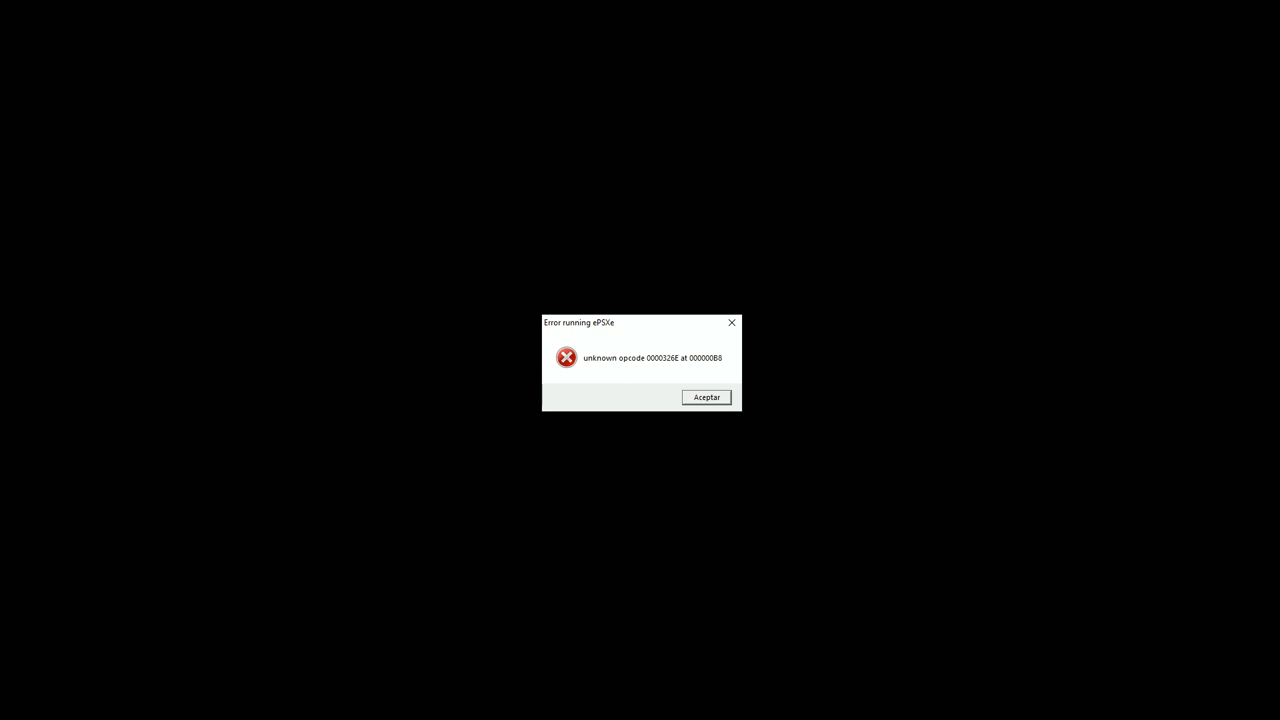 Error running ePSXe
unknown opcode 0000326E at 000000B8
Aceptar